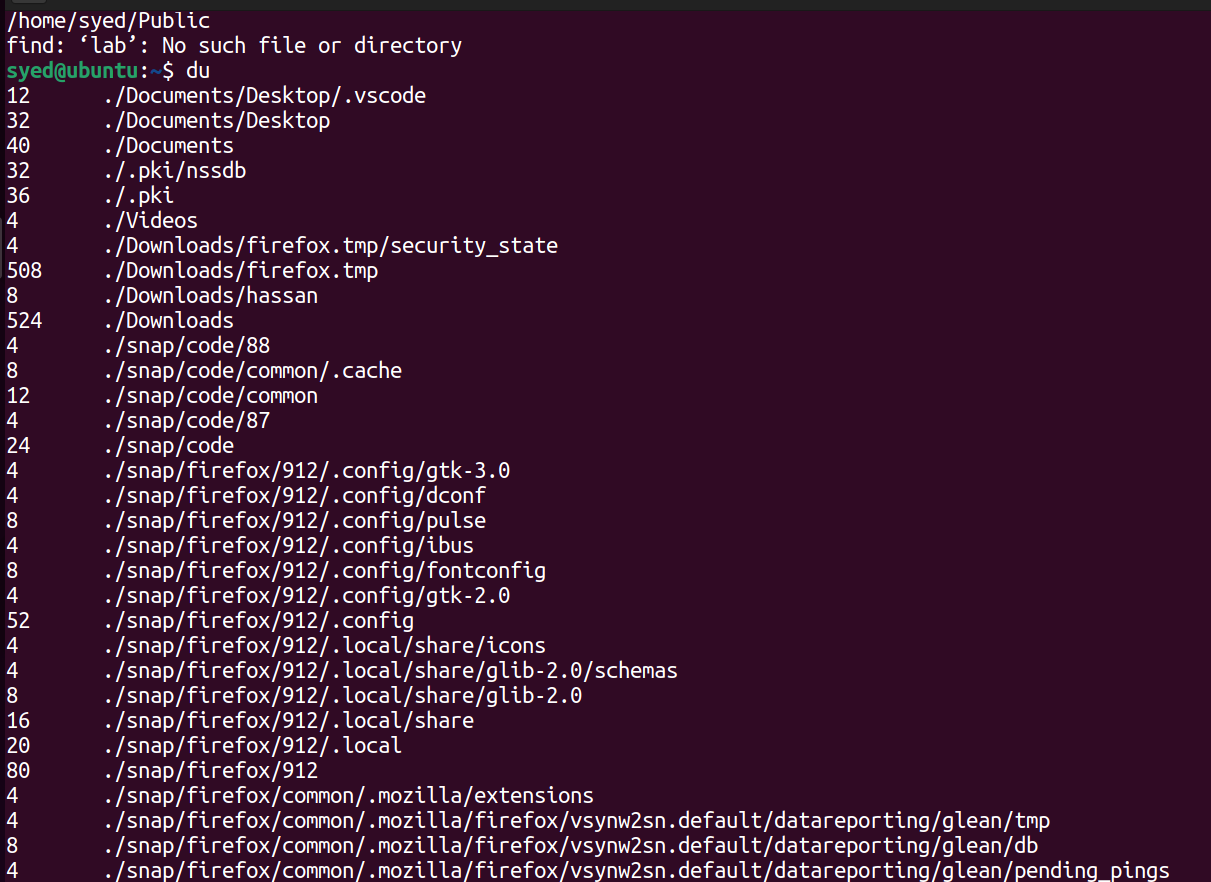 /home/syed/Public
find: ‘lab’: No such file or directory
syed@ubuntu:~$ du
12 ./Documents/Desktop/.vscode
32 ./Documents/Desktop
40 ./Documents
32 ./.pki/nssdb
36 ./.pki
4 ./Videos
4 ./Downloads/firefox.tmp/security_state
508 ./Downloads/firefox.tmp
8 ./Downloads/hassan
524 ./Downloads
4 ./snap/code/88
8 ./snap/code/common/.cache
12 ./snap/code/common
4 ./snap/code/87
24 ./snap/code
4 ./snap/firefox/912/.config/gtk-3.0
4 ./snap/firefox/912/.config/dconf
8 ./snap/firefox/912/.config/pulse
4 ./snap/firefox/912/.config/ibus
8 ./snap/firefox/912/.config/fontconfig
4 ./snap/firefox/912/.config/gtk-2.0
52 ./snap/firefox/912/.config
4 ./snap/firefox/912/.local/share/icons
4 ./snap/firefox/912/.local/share/glib-2.0/schemas
8 ./snap/firefox/912/.local/share/glib-2.0
16 ./snap/firefox/912/.local/share
20 ./snap/firefox/912/.local
80 ./snap/firefox/912
4 ./snap/firefox/common/.mozilla/extensions
4 ./snap/firefox/common/.mozilla/firefox/vsynw2sn.default/datareporting/glean/tmp
8 ./snap/firefox/common/.mozilla/firefox/vsynw2sn.default/datareporting/glean/db
4 ./snap/firefox/common/.mozilla/firefox/vsynw2sn.default/datareporting/glean/pending_pings